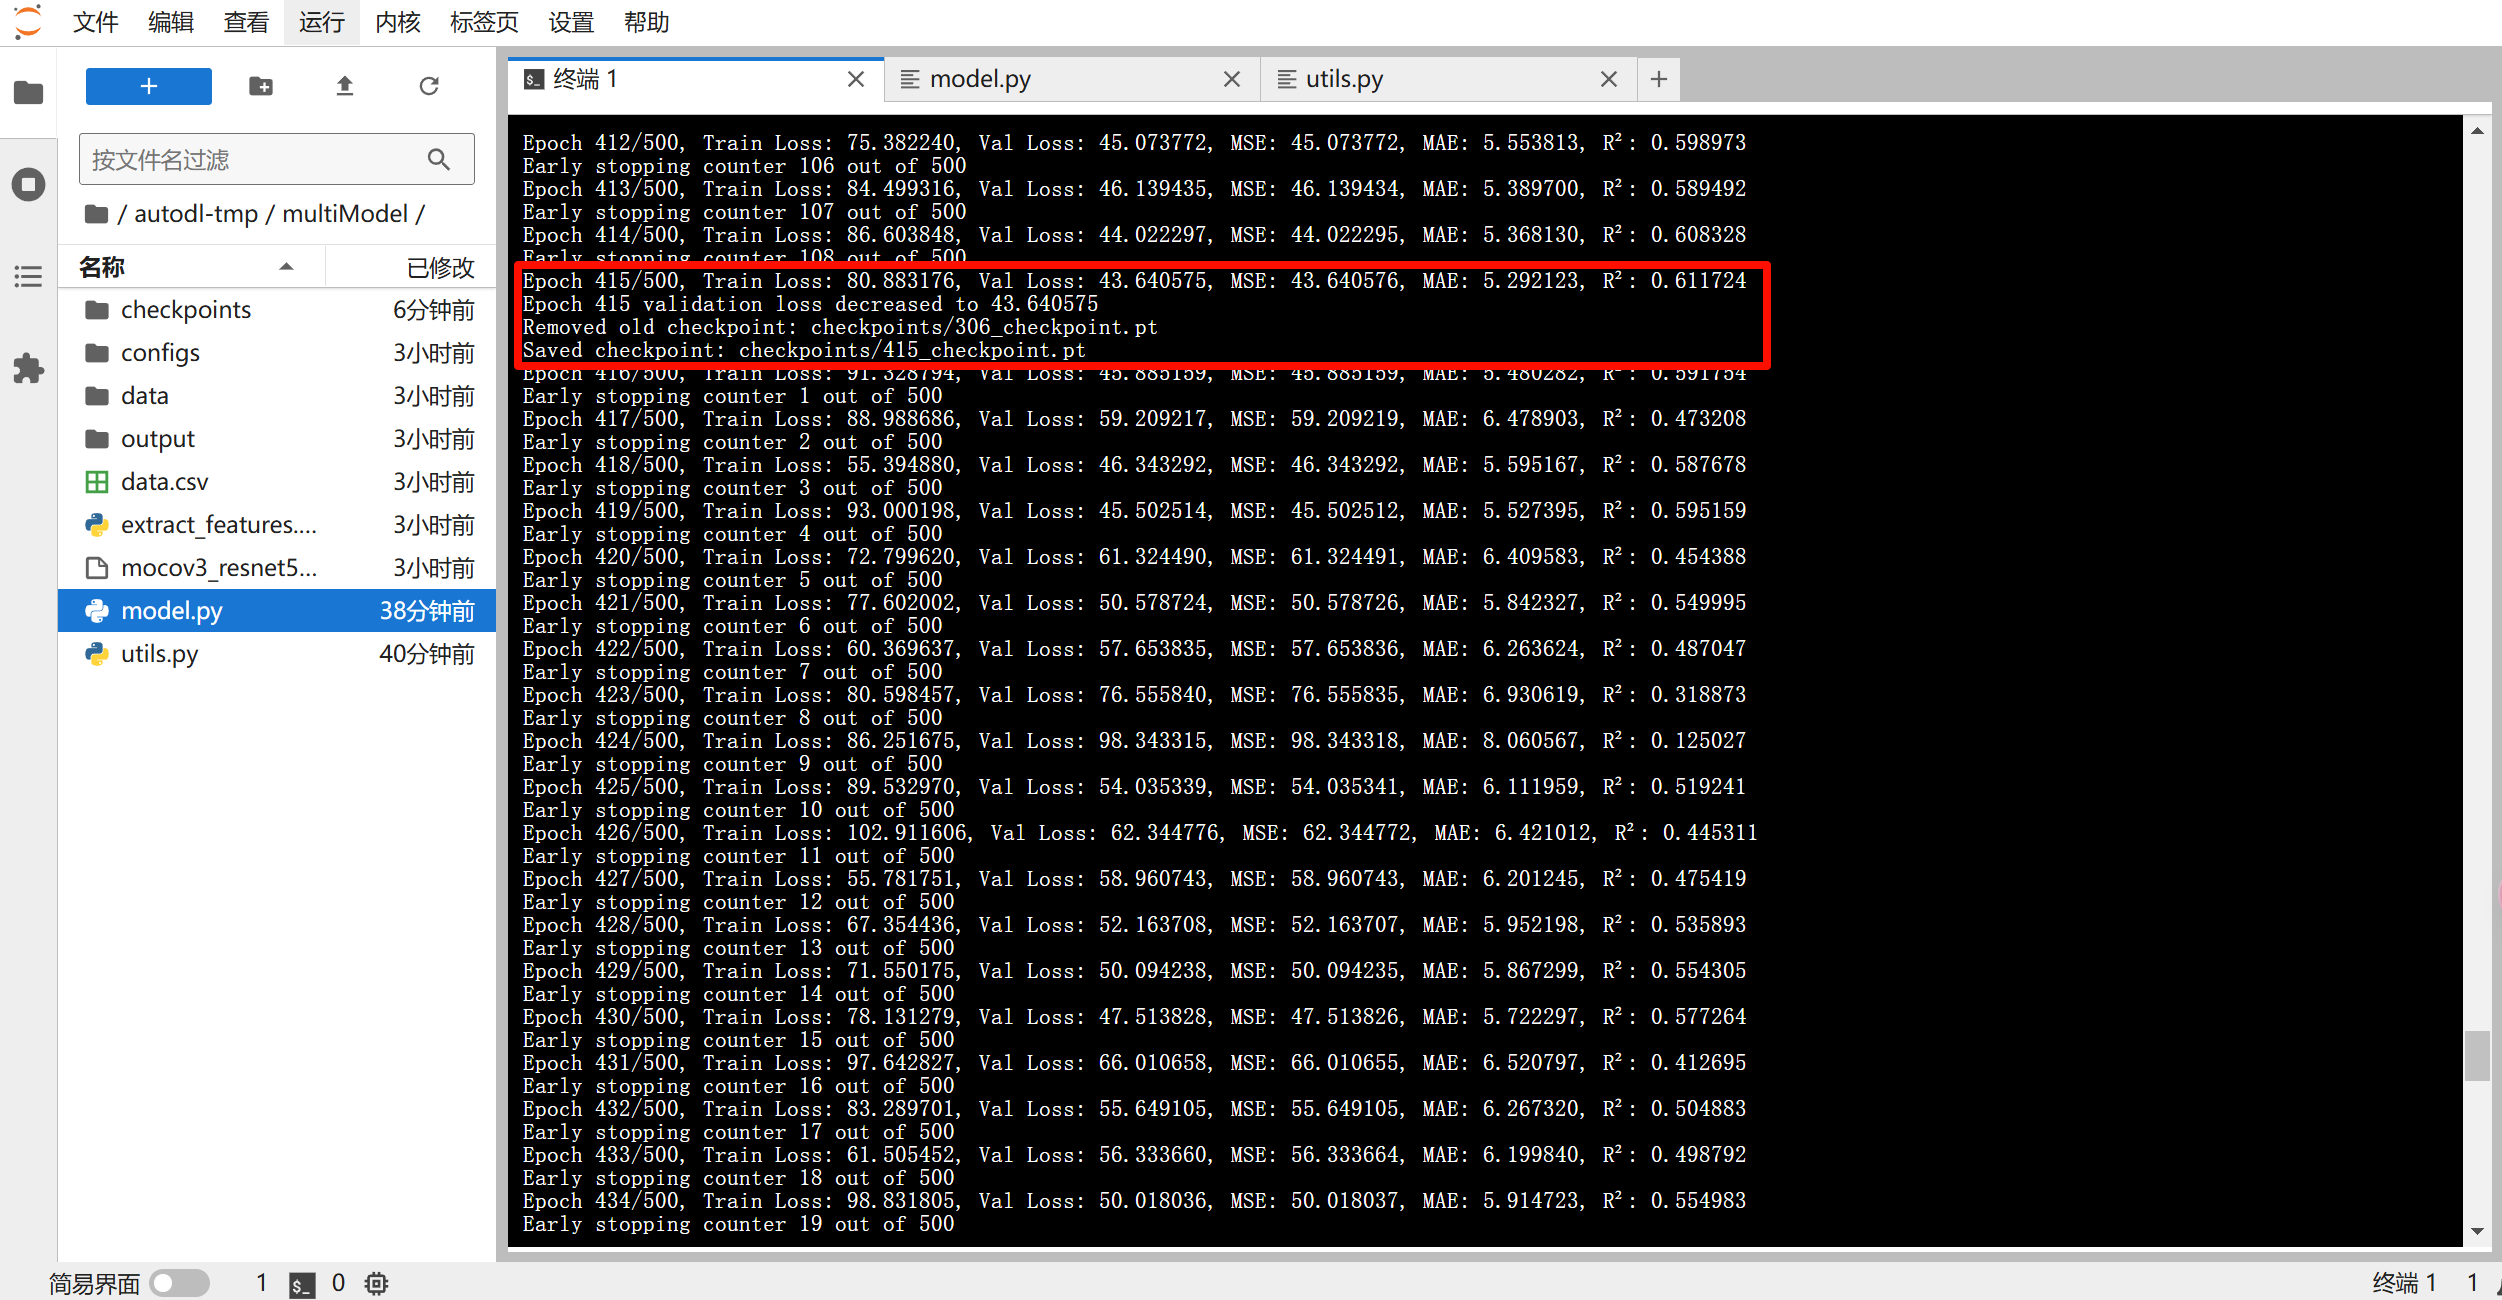 文件 编辑 查看 运行 内核 标签页 设置 帮助
终端 1
model.py
utils.py
按文件名过滤
/ autodl-tmp / multiModel /
名称 已修改
checkpoints 6分钟前
configs 3小时前
data 3小时前
output 3小时前
data.csv 3小时前
extract_features.... 3小时前
mocov3_resnet5... 3小时前
model.py 38分钟前
utils.py 40分钟前
Epoch 412/500, Train Loss: 75.382240, Val Loss: 45.073772, MSE: 45.073772, MAE: 5.553813, R²: 0.598973
Early stopping counter 106 out of 500
Epoch 413/500, Train Loss: 84.499316, Val Loss: 46.139435, MSE: 46.139434, MAE: 5.389700, R²: 0.589492
Early stopping counter 107 out of 500
Epoch 414/500, Train Loss: 86.603848, Val Loss: 44.022297, MSE: 44.022295, MAE: 5.368130, R²: 0.608328
Early stopping counter 108 out of 500
Epoch 415/500, Train Loss: 80.883176, Val Loss: 43.640575, MSE: 43.640576, MAE: 5.292123, R²: 0.611724
Epoch 415 validation loss decreased to 43.640575
Removed old checkpoint: checkpoints/306_checkpoint.pt
Saved checkpoint: checkpoints/415_checkpoint.pt
Epoch 416/500, Train Loss: 91.328794, Val Loss: 45.885159, MSE: 45.885159, MAE: 5.480282, R²: 0.591754
Early stopping counter 1 out of 500
Epoch 417/500, Train Loss: 88.988686, Val Loss: 59.209217, MSE: 59.209219, MAE: 6.478903, R²: 0.473208
Early stopping counter 2 out of 500
Epoch 418/500, Train Loss: 55.394880, Val Loss: 46.343292, MSE: 46.343292, MAE: 5.595167, R²: 0.587678
Early stopping counter 3 out of 500
Epoch 419/500, Train Loss: 93.000198, Val Loss: 45.502514, MSE: 45.502512, MAE: 5.527395, R²: 0.595159
Early stopping counter 4 out of 500
Epoch 420/500, Train Loss: 72.799620, Val Loss: 61.324490, MSE: 61.324491, MAE: 6.409583, R²: 0.454388
Early stopping counter 5 out of 500
Epoch 421/500, Train Loss: 77.602002, Val Loss: 50.578724, MSE: 50.578726, MAE: 5.842327, R²: 0.549995
Early stopping counter 6 out of 500
Epoch 422/500, Train Loss: 60.369637, Val Loss: 57.653835, MSE: 57.653836, MAE: 6.263624, R²: 0.487047
Early stopping counter 7 out of 500
Epoch 423/500, Train Loss: 80.598457, Val Loss: 76.555840, MSE: 76.555835, MAE: 6.930619, R²: 0.318873
Early stopping counter 8 out of 500
Epoch 424/500, Train Loss: 86.251675, Val Loss: 98.343315, MSE: 98.343318, MAE: 8.060567, R²: 0.125027
Early stopping counter 9 out of 500
Epoch 425/500, Train Loss: 89.532970, Val Loss: 54.035339, MSE: 54.035341, MAE: 6.111959, R²: 0.519241
Early stopping counter 10 out of 500
Epoch 426/500, Train Loss: 102.911606, Val Loss: 62.344776, MSE: 62.344772, MAE: 6.421012, R²: 0.445311
Early stopping counter 11 out of 500
Epoch 427/500, Train Loss: 55.781751, Val Loss: 58.960743, MSE: 58.960743, MAE: 6.201245, R²: 0.475419
Early stopping counter 12 out of 500
Epoch 428/500, Train Loss: 67.354436, Val Loss: 52.163708, MSE: 52.163707, MAE: 5.952198, R²: 0.535893
Early stopping counter 13 out of 500
Epoch 429/500, Train Loss: 71.550175, Val Loss: 50.094238, MSE: 50.094235, MAE: 5.867299, R²: 0.554305
Early stopping counter 14 out of 500
Epoch 430/500, Train Loss: 78.131279, Val Loss: 47.513828, MSE: 47.513826, MAE: 5.722297, R²: 0.577264
Early stopping counter 15 out of 500
Epoch 431/500, Train Loss: 97.642827, Val Loss: 66.010658, MSE: 66.010655, MAE: 6.520797, R²: 0.412695
Early stopping counter 16 out of 500
Epoch 432/500, Train Loss: 83.289701, Val Loss: 55.649105, MSE: 55.649105, MAE: 6.267320, R²: 0.504883
Early stopping counter 17 out of 500
Epoch 433/500, Train Loss: 61.505452, Val Loss: 56.333660, MSE: 56.333664, MAE: 6.199840, R²: 0.498792
Early stopping counter 18 out of 500
Epoch 434/500, Train Loss: 98.831805, Val Loss: 50.018036, MSE: 50.018037, MAE: 5.914723, R²: 0.554983
Early stopping counter 19 out of 500
简易界面 1 $_ 0 终端 1 1